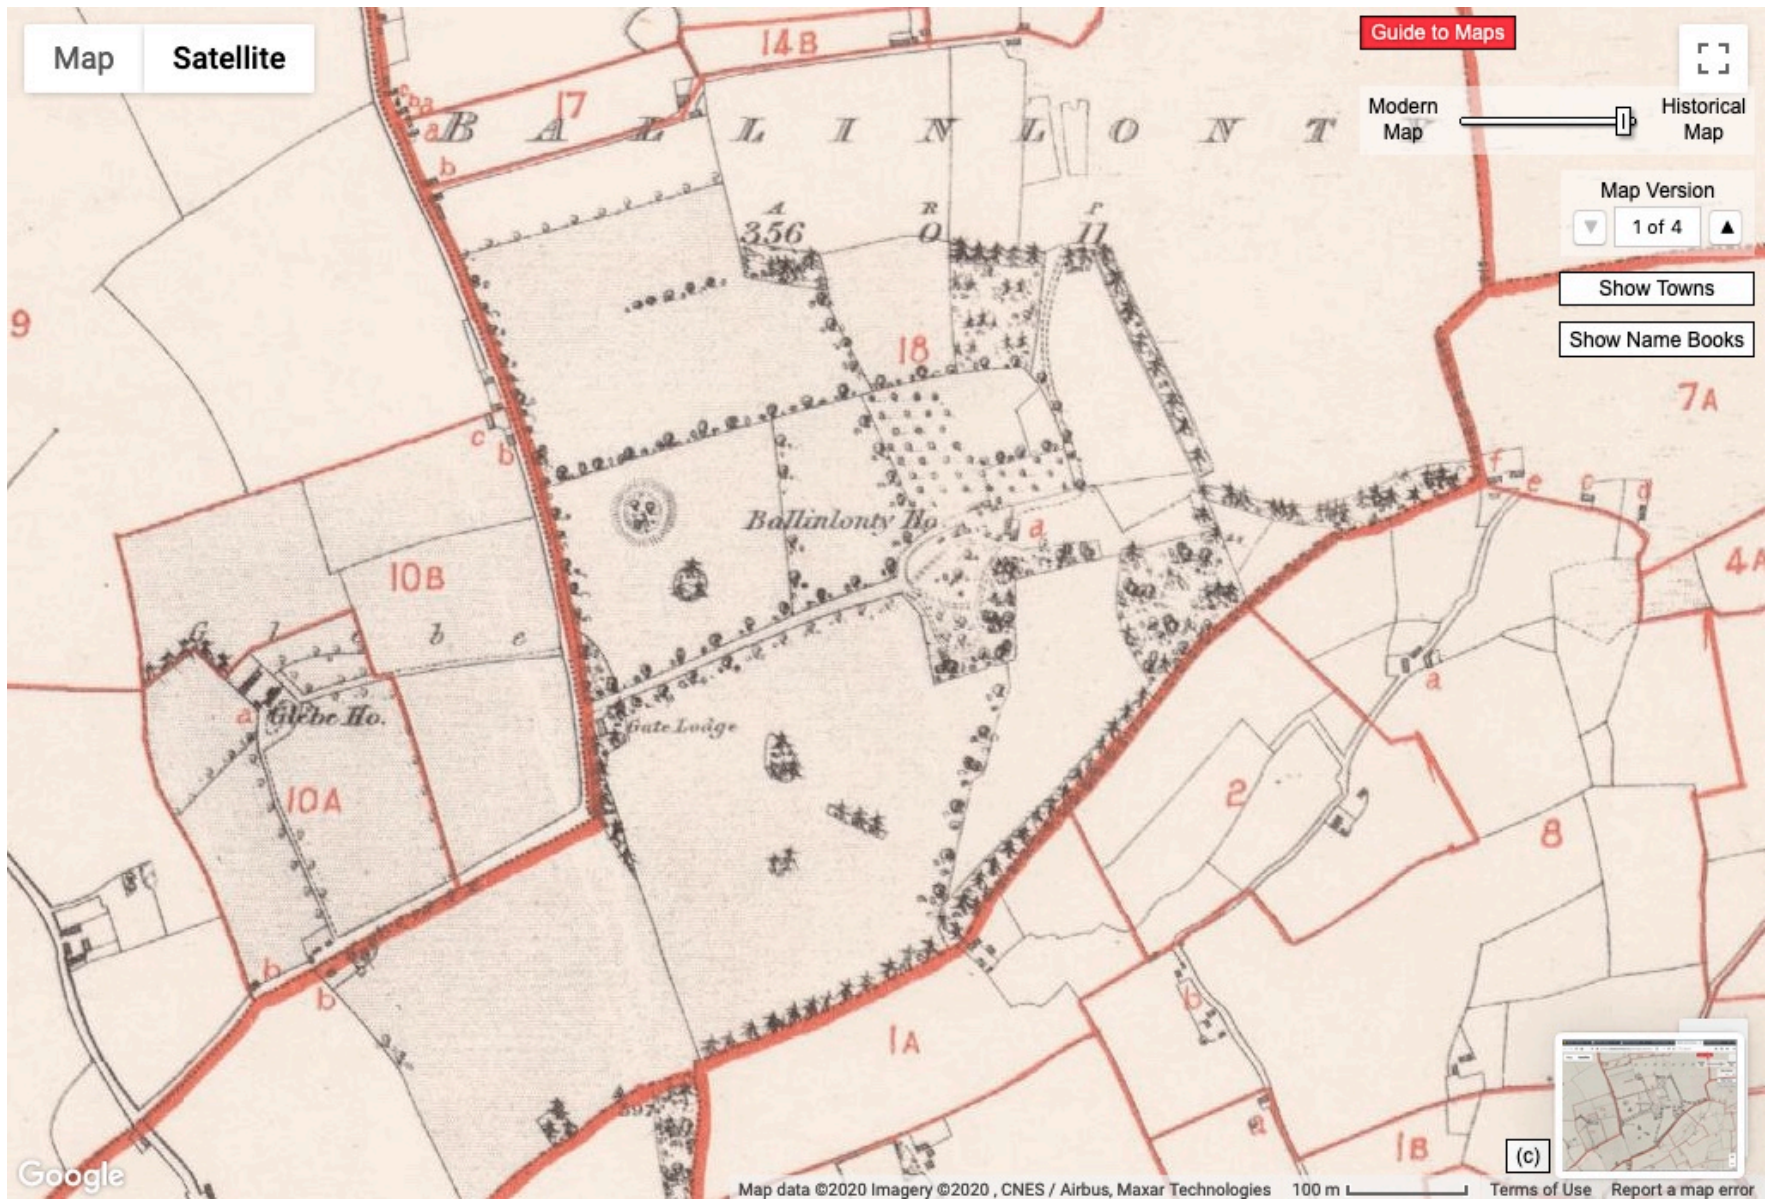 Map
Satellite
Guide to Maps
Modern Map
Historical Map
Map Version
1 of 4
Show Towns
Show Name Books
14B
17
c
b
a
a
b
BALLINLONTY
A R P
356 0 11
9
18
7A
c
b
f
e
c
d
10B
Ballinlonty Ho.
a
4A
Glebe
a
Glebe Ho.
a
Gate Lodge
10A
2
8
b
b
b
1A
a
1B
(c)
Google
Map data ©2020 Imagery ©2020 , CNES / Airbus, Maxar Technologies
100 m
Terms of Use
Report a map error